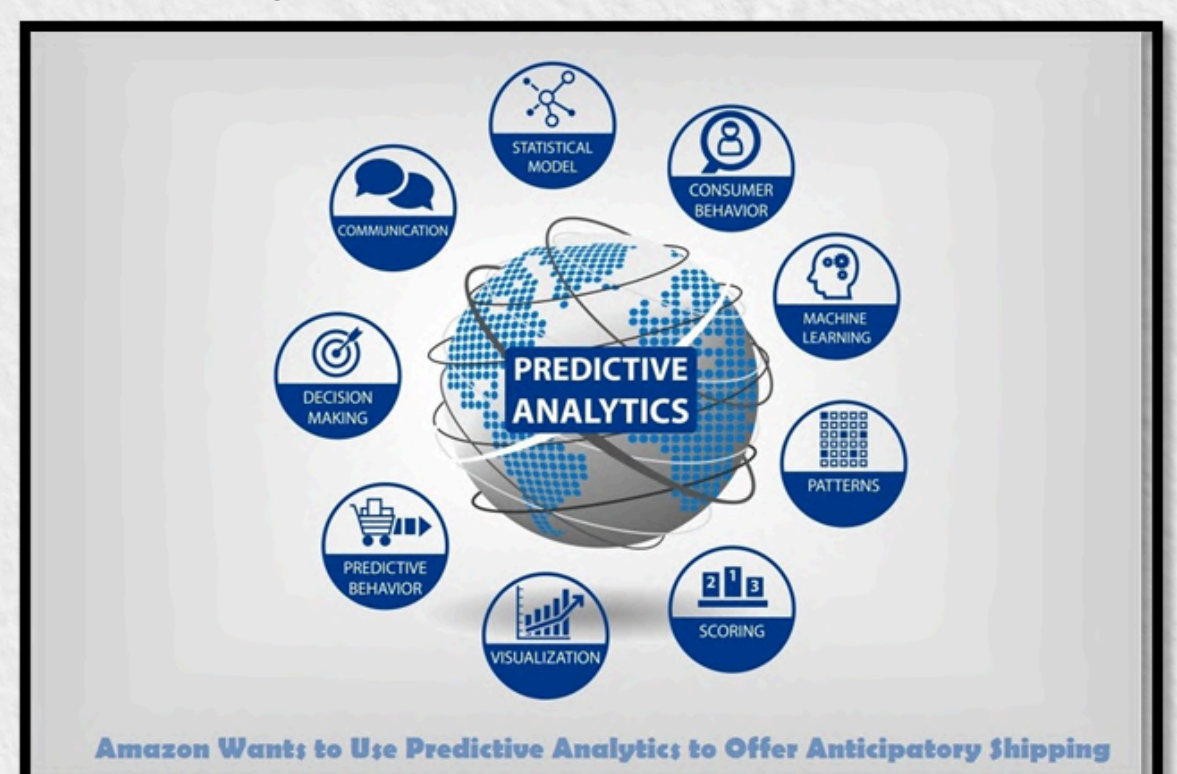 STATISTICAL
MODEL
CONSUMER
BEHAVIOR
COMMUNICATION
MACHINE
LEARNING
PREDICTIVE
ANALYTICS
DECISION
MAKING
PATTERNS
PREDICTIVE
BEHAVIOR
2 1 3
SCORING
VISUALIZATION
Amazon Wants to Use Predictive Analytics to Offer Anticipatory Shipping